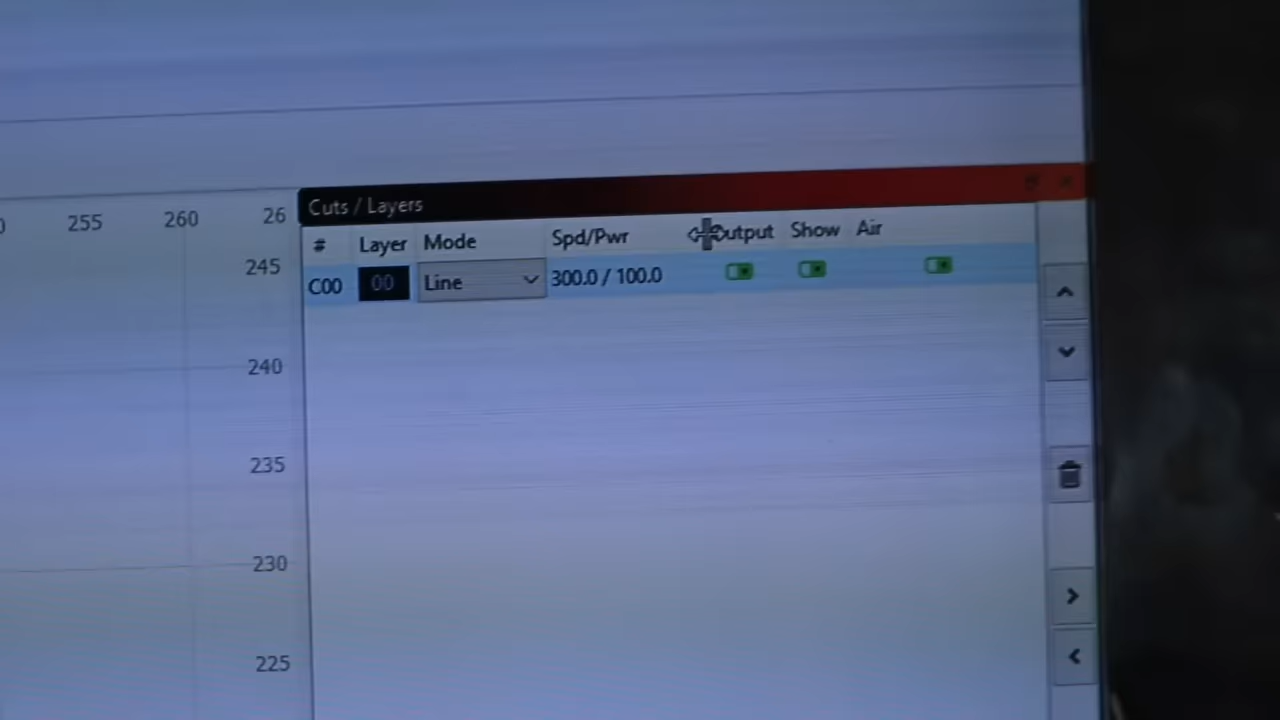 Cuts / Layers
# Layer Mode Spd/Pwr Output Show Air
C00 00 Line 300.0 / 100.0
255 260 26
245
240
235
230
225